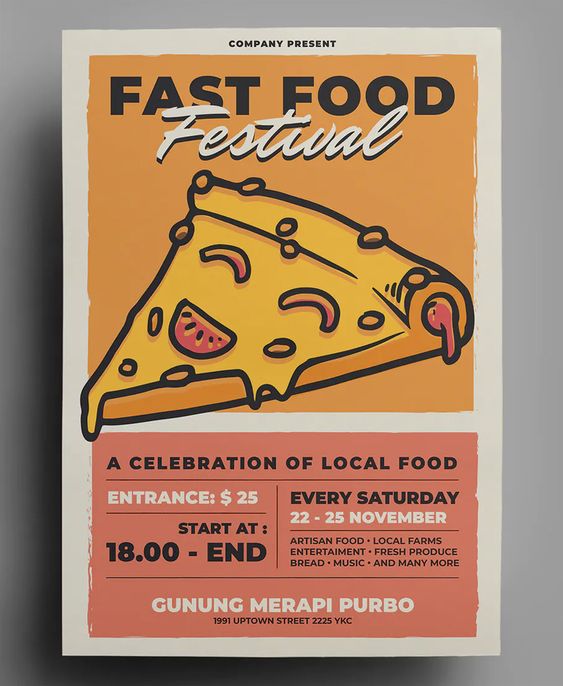 COMPANY PRESENT
FAST FOOD
Festival
A CELEBRATION OF LOCAL FOOD
ENTRANCE: $ 25
START AT :
18.00 - END
EVERY SATURDAY
22 - 25 NOVEMBER
ARTISAN FOOD • LOCAL FARMS
ENTERTAIMENT • FRESH PRODUCE
BREAD • MUSIC • AND MANY MORE
GUNUNG MERAPI PURBO
1991 UPTOWN STREET 2225 YKC